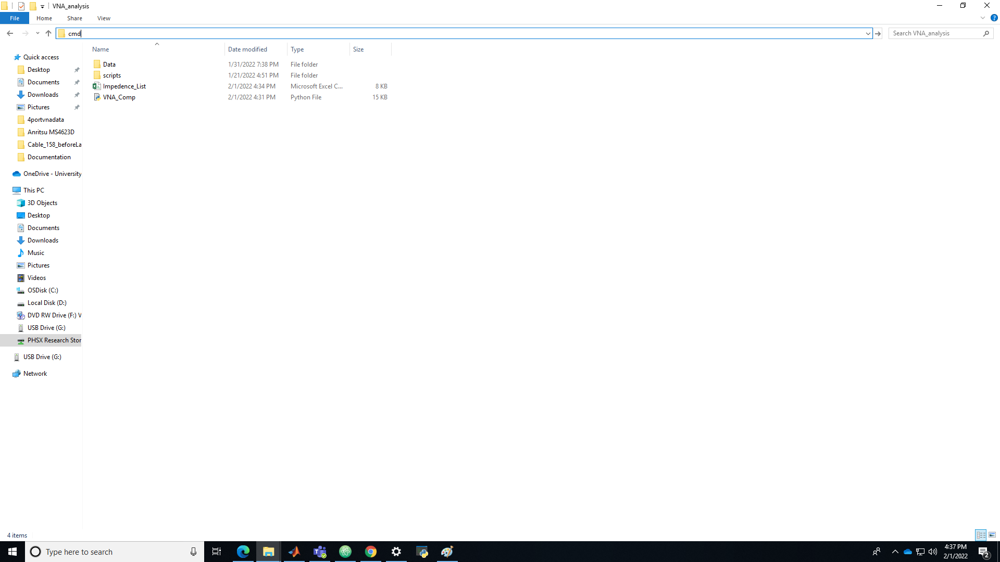 VNA_analysis
File Home Share View
cmd
Search VNA_analysis
Name Date modified Type Size
Data 1/31/2022 7:38 PM File folder
scripts 1/21/2022 4:51 PM File folder
Impedence_List 2/1/2022 4:34 PM Microsoft Excel C... 8 KB
VNA_Comp 2/1/2022 4:31 PM Python File 15 KB
Quick access
Desktop
Documents
Downloads
Pictures
4portvnadata
Anritsu MS4623D
Cable_158_beforeLa
Documentation
OneDrive - University
This PC
3D Objects
Desktop
Documents
Downloads
Music
Pictures
Videos
OSDisk (C:)
Local Disk (D:)
DVD RW Drive (F:) V
USB Drive (G:)
PHSX Research Stor
USB Drive (G:)
Network
4 items
Type here to search
4:37 PM
2/1/2022
2